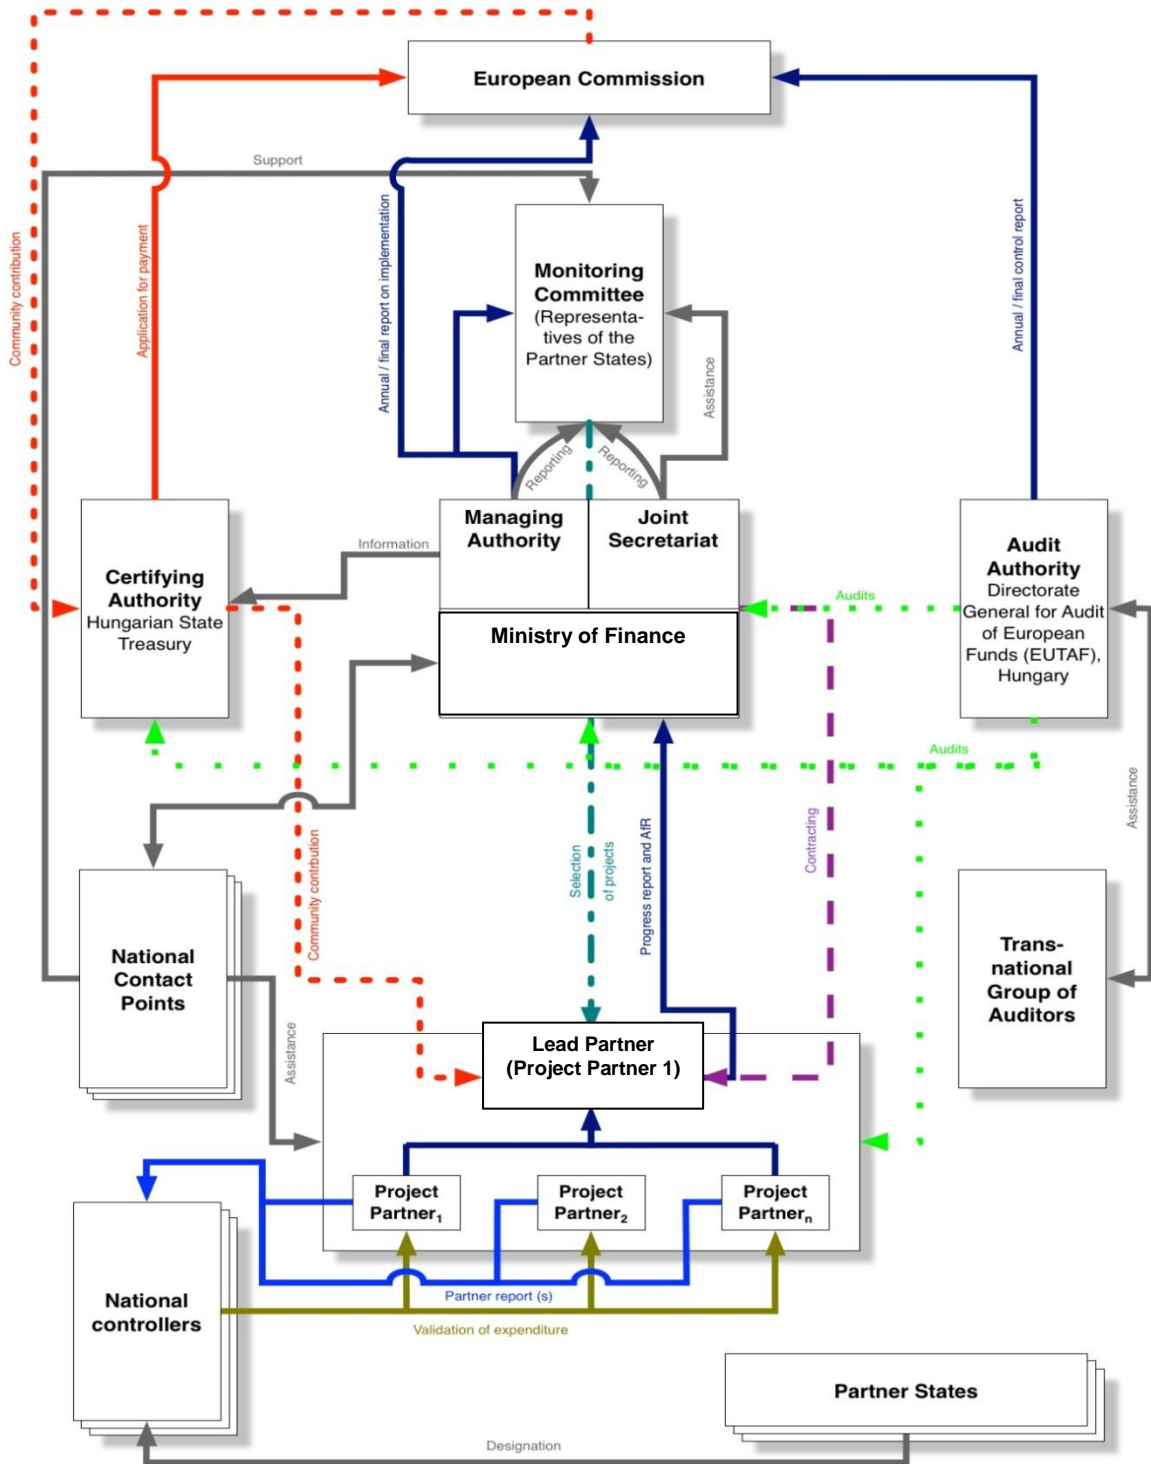 European Commission
Support
Community contribution
Application for payment
Annual / final report on implementation
Annual / final control report
Monitoring
Committee
(Representa-
tives of the
Partner States)
Assistance
Reporting
Reporting
Managing
Authority
Joint
Secretariat
Information
Certifying
Authority
Hungarian State
Treasury
Ministry of Finance
Audits
Audit
Authority
Directorate
General for Audit
of European
Funds (EUTAF),
Hungary
Audits
Assistance
Community contrbution
Selection
of projects
Progress report and AfR
Contracting
National
Contact
Points
Trans-
national
Group of
Auditors
Assistance
Lead Partner
(Project Partner 1)
Project
Partner1
Project
Partner2
Project
Partnern
National
controllers
Partner report (s)
Validation of expenditure
Partner States
Designation